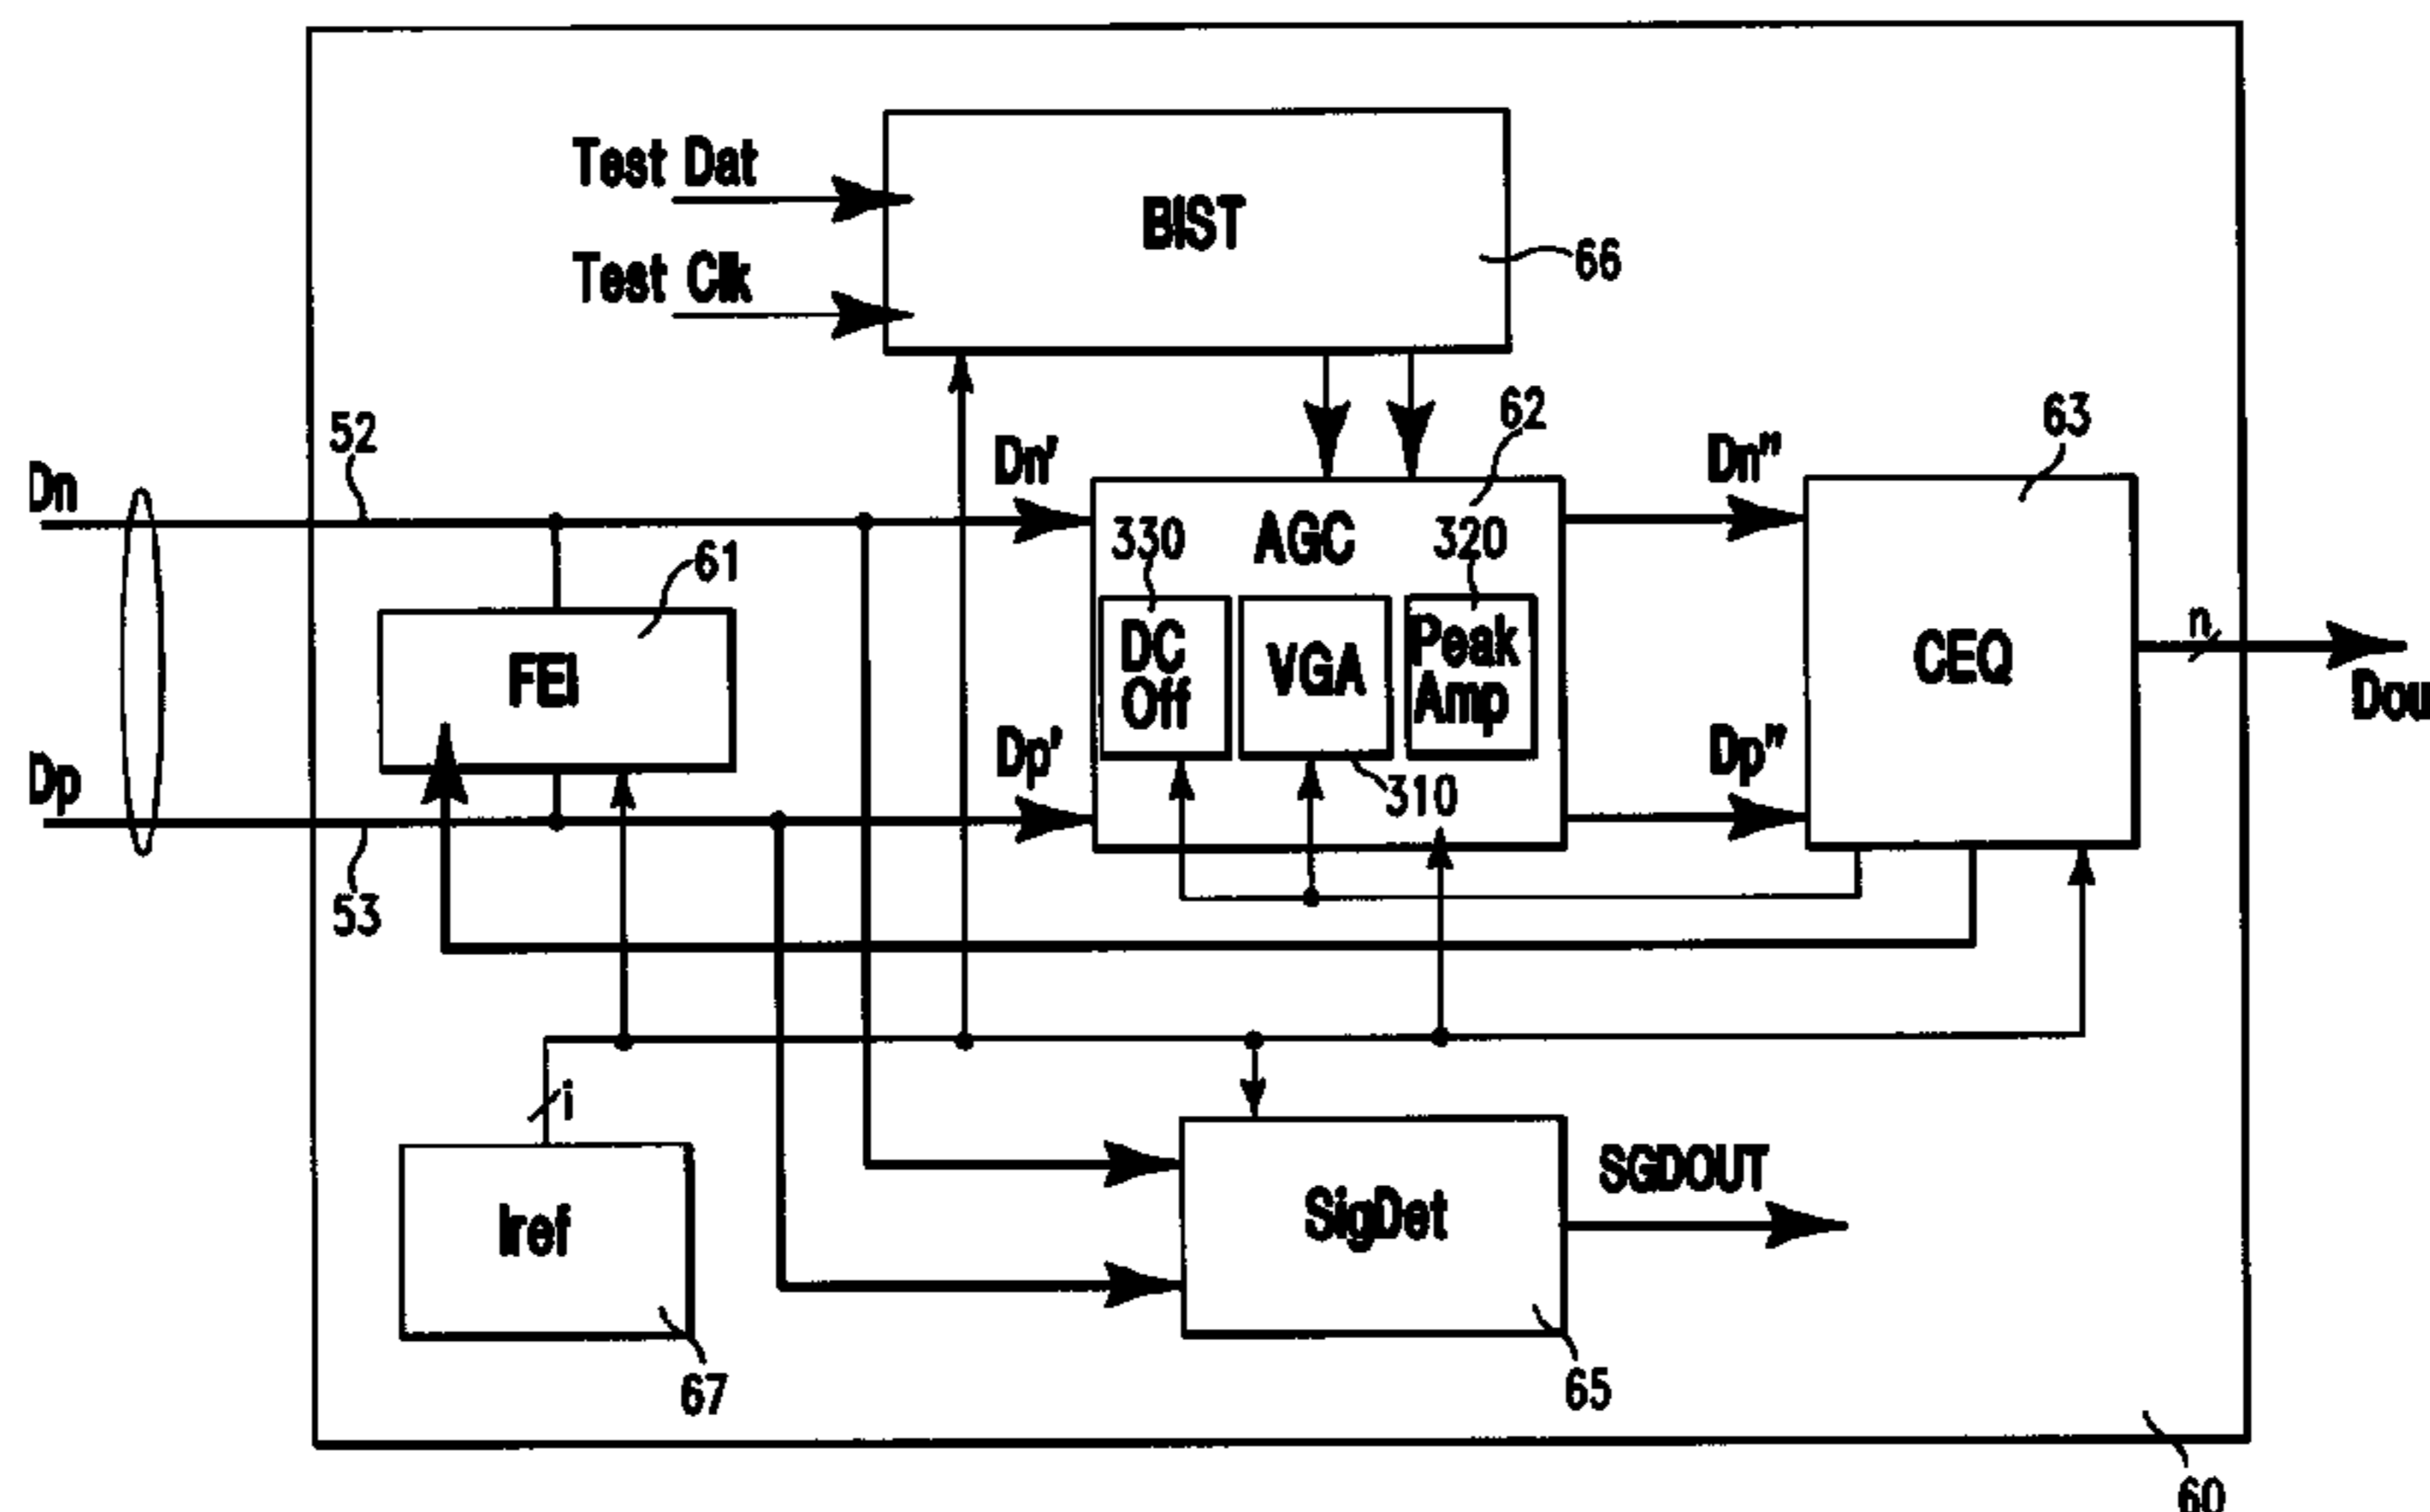 Test Dat
BIST
Test Clk
66
52
62
63
Dn
Dn'
Dn"
61
330
AGC
320
FEI
DC
Off
VGA
Peak
Amp
CEQ
n
Dou
Dp
Dp'
310
Dp"
53
i
Iref
SigDet
SGDOUT
67
65
60